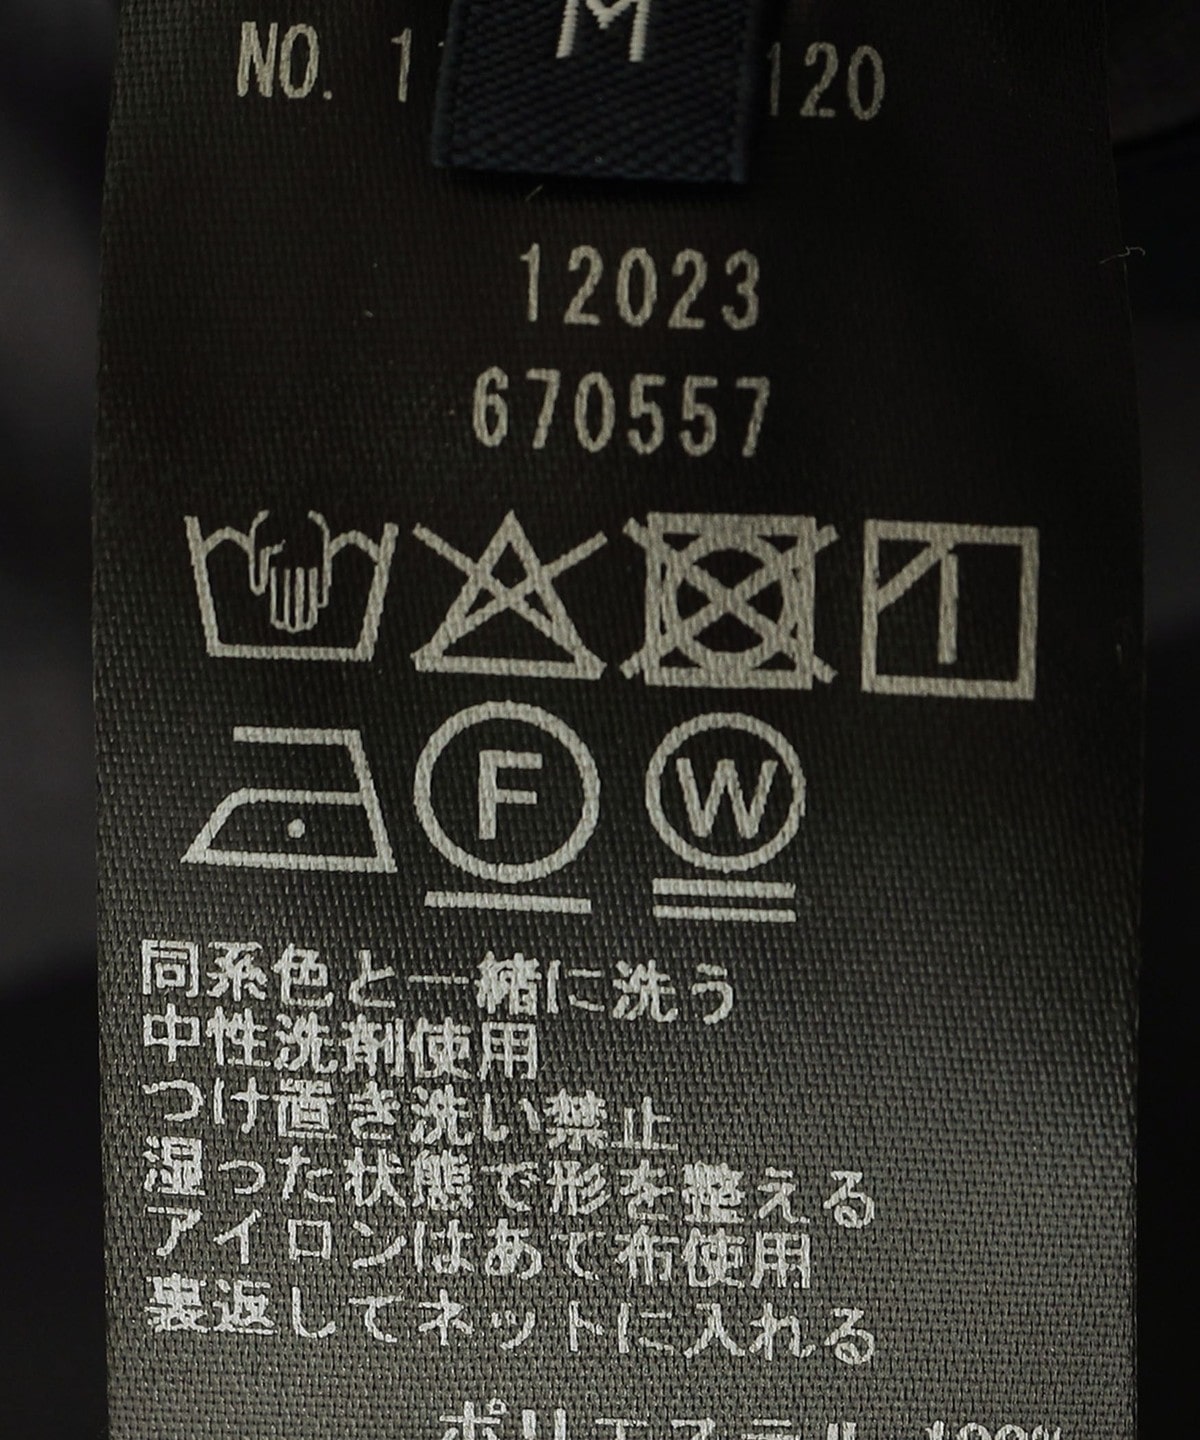 M
NO. 1
120
12023
670557
F
W
同系色と一緒に洗う
中性洗剤使用
つけ置き洗い禁止
湿った状態で形を整える
アイロンはあて布使用
裏返してネットに入れる
ポリエステル 100%